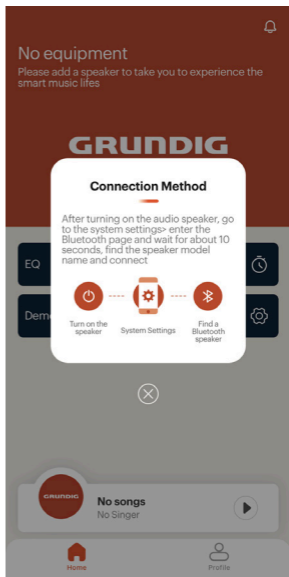 No equipment
Please add a speaker to take you to experience the
smart music lifes
GRUNDIG
Connection Method
After turning on the audio speaker, go
to the system settings> enter the
Bluetooth page and wait for about 10
seconds, find the speaker model
name and connect
Turn on the
speaker
System Settings
Find a
Bluetooth
speaker
EQ
Dem
GRUNDIG
No songs
No Singer
Home
Profile